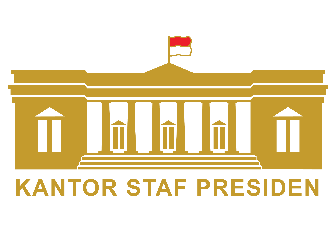 KANTOR STAF PRESIDEN